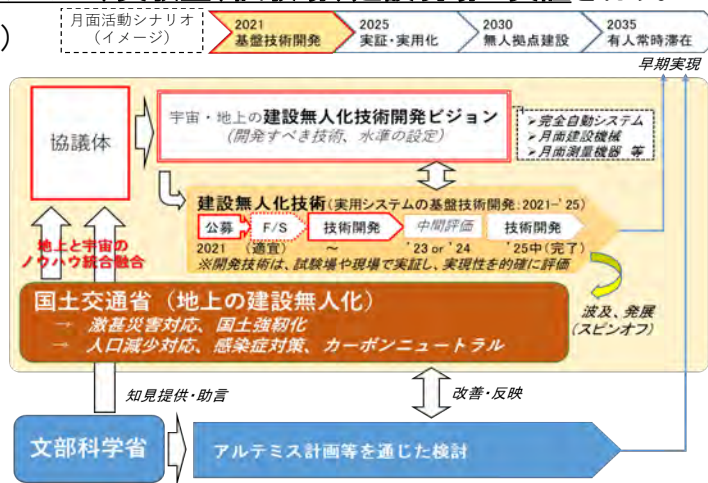 月面活動シナリオ
(イメージ)
2021
基盤技術開発
2025
実証・実用化
2030
無人拠点建設
2035
有人常時滞在
早期実現
協議体
宇宙・地上の建設無人化技術開発ビジョン
(開発すべき技術、水準の設定)
➢完全自動システム
➢月面建設機械
➢月面測量機器 等
建設無人化技術(実用システムの基盤技術開発:2021-'25)
公募
F/S
技術開発
中間評価
技術開発
2021 (適宜) ~ '23 or '24 '25中(完了)
※開発技術は、試験場や現場で実証し、実現性を的確に評価
地上と宇宙の
ノウハウ統合融合
国土交通省(地上の建設無人化)
→ 激甚災害対応、国土強靭化
→ 人口減少対応、感染症対策、カーボンニュートラル
波及、発展
(スピンオフ)
知見提供・助言
改善・反映
文部科学省
アルテミス計画等を通じた検討